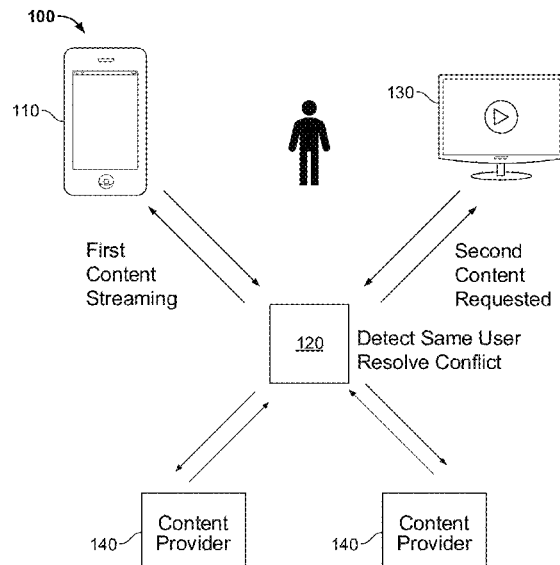 100
110
130
First
Content
Streaming
Second
Content
Requested
120
Detect Same User
Resolve Conflict
140
Content
Provider
140
Content
Provider